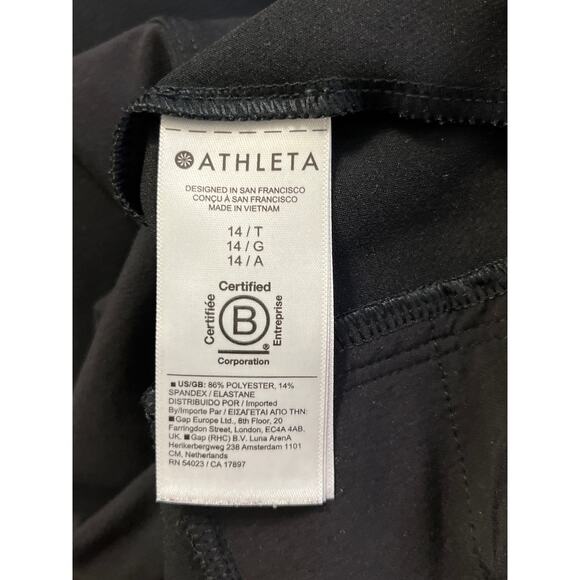 ATHLETA
DESIGNED IN SAN FRANCISCO
CONÇU À SAN FRANCISCO
MADE IN VIETNAM
14 / T
14 / G
14 / A
Certified
Certifiée
B
Entreprise
®
Corporation
■ US/GB: 86% POLYESTER, 14%
SPANDEX / ELASTANE
DISTRIBUIDO POR / Imported
By/Importe Par / ΕΙΣΑΓΕΤΑΙ ΑΠΟ ΤΗΝ:
■ Gap Europe Ltd., 8th Floor, 20
Farringdon Street, London, EC4A 4AB,
UK. ■ Gap (RHC) B.V. Luna ArenA
Herikerbergweg 238 Amsterdam 1101
CM, Netherlands
RN 54023 / CA 17897